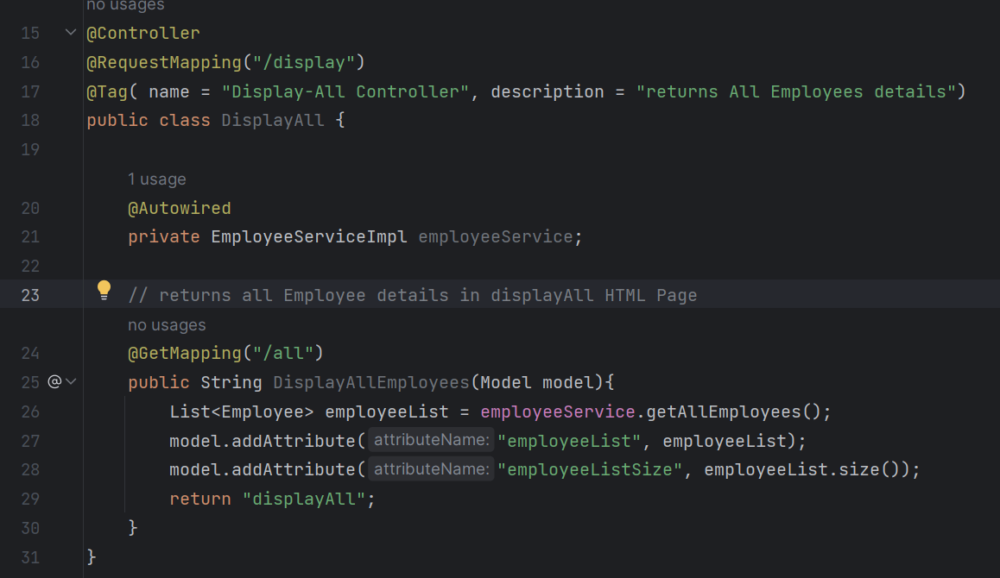 no usages
15 @Controller
16 @RequestMapping("/display")
17 @Tag( name = "Display-All Controller", description = "returns All Employees details")
18 public class DisplayAll {
19
1 usage
20 @Autowired
21 private EmployeeServiceImpl employeeService;
22
23 // returns all Employee details in displayAll HTML Page
no usages
24 @GetMapping("/all")
25 @ public String DisplayAllEmployees(Model model){
26 List<Employee> employeeList = employeeService.getAllEmployees();
27 model.addAttribute( attributeName: "employeeList", employeeList);
28 model.addAttribute( attributeName: "employeeListSize", employeeList.size());
29 return "displayAll";
30 }
31 }